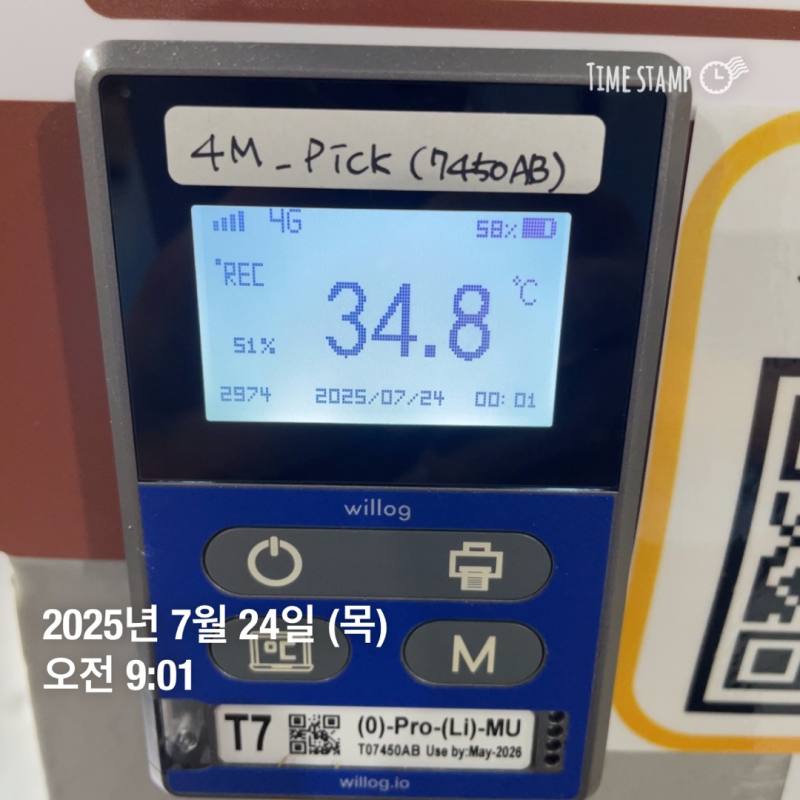 TIME STAMP
4M_PICK (7450AB)
4G 58%
REC
34.8 °C
51%
2974 2025/07/24 00:01
willog
2025년 7월 24일 (목)
오전 9:01
°C
M
T7
(0)-Pro-(Li)-MU
T07450AB Use by:May-2026
willog.io